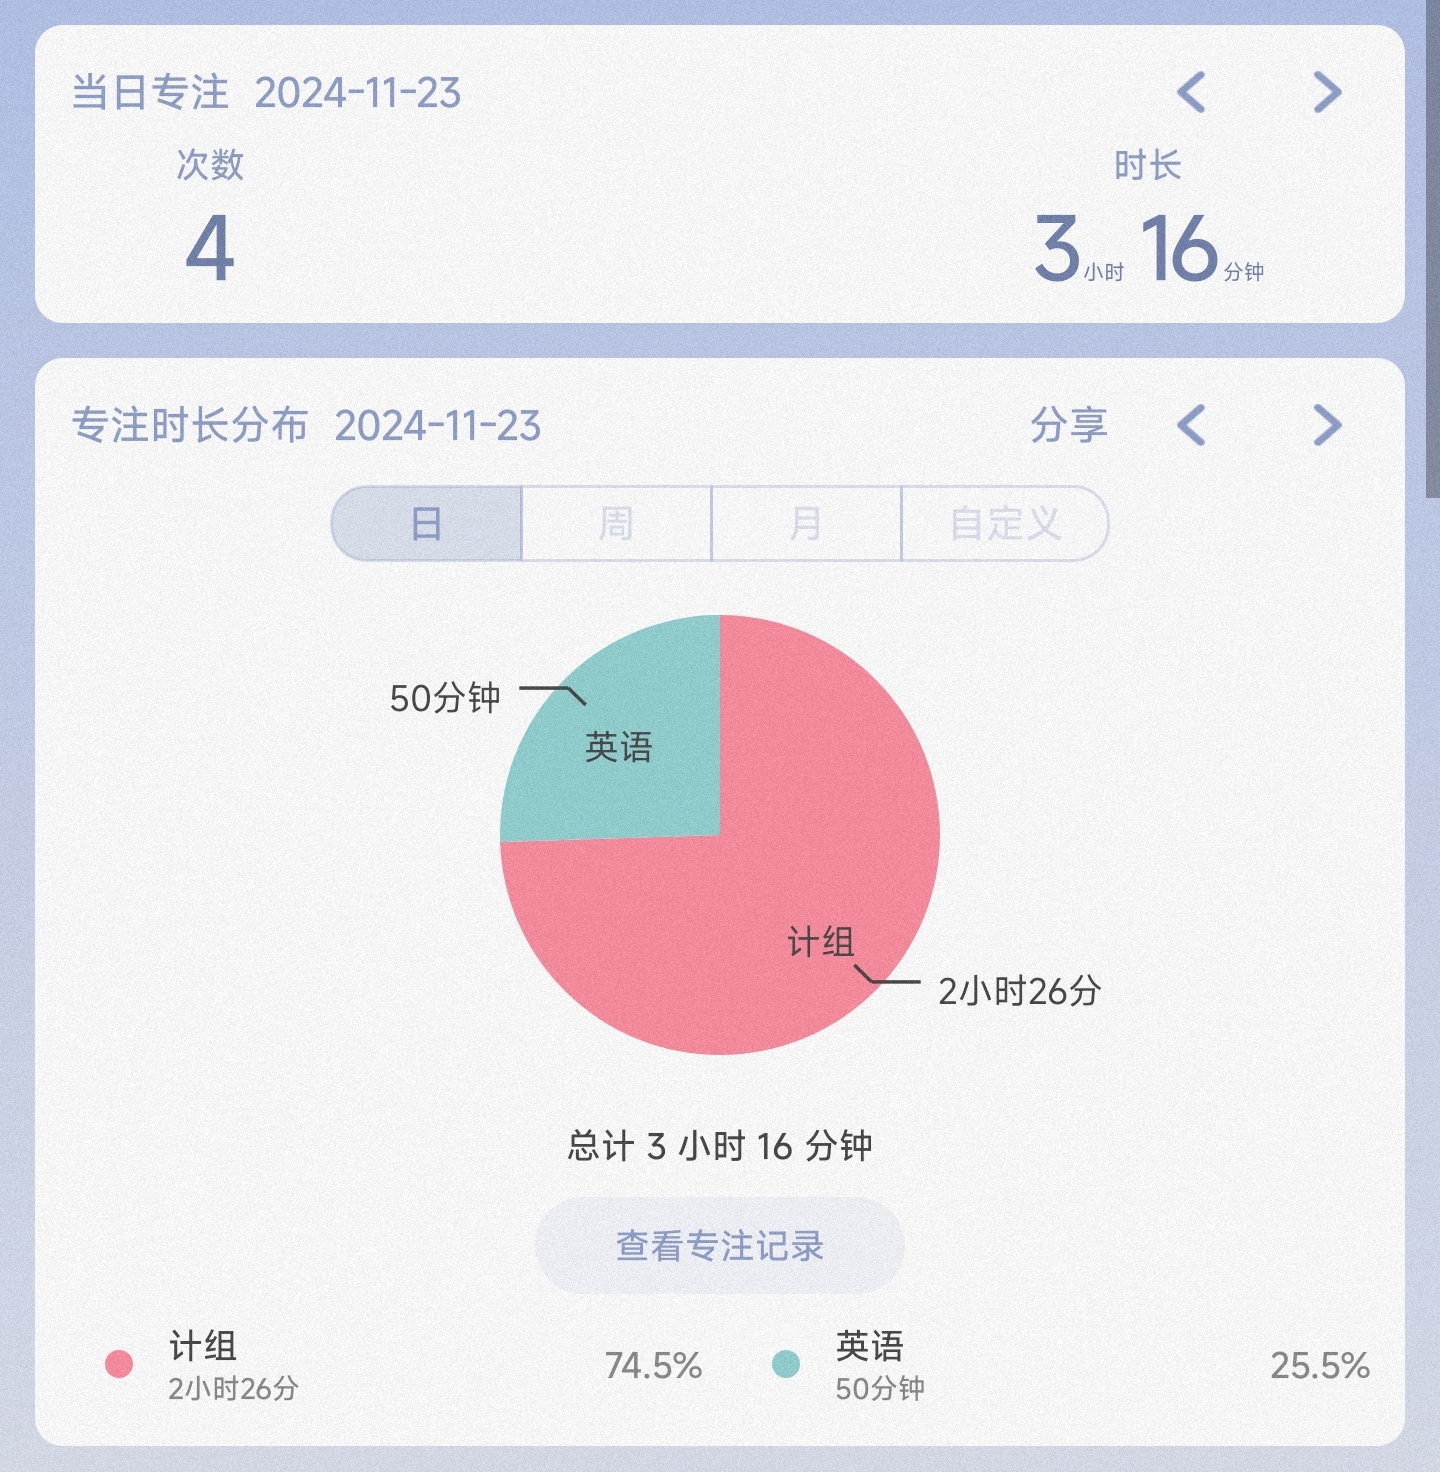 当日专注 2024-11-23
次数 时长
4 3小时 16分钟
专注时长分布 2024-11-23 分享
日 周 月 自定义
50分钟
英语
计组
2小时26分
总计 3 小时 16 分钟
查看专注记录
计组 74.5% 英语 25.5%
2小时26分 50分钟